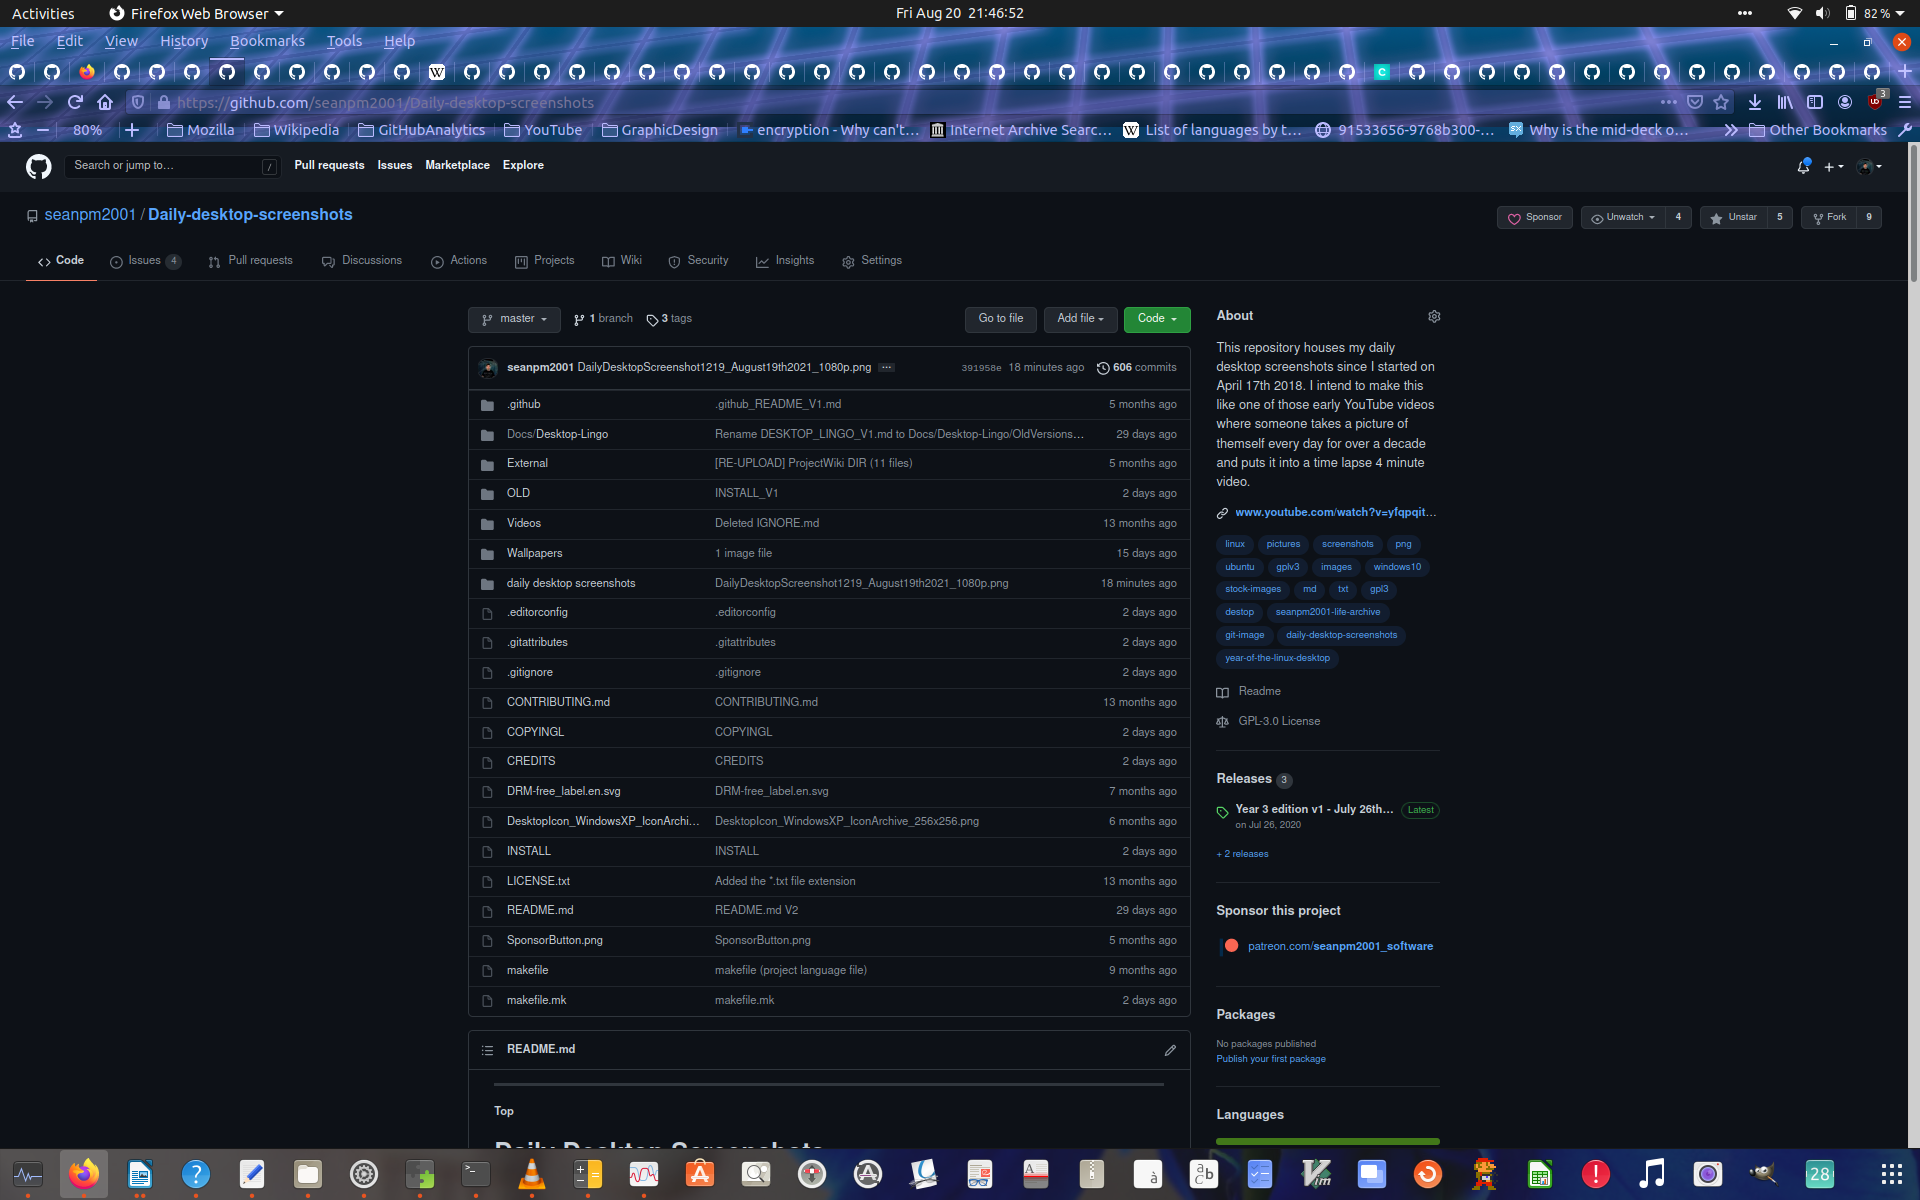 Activities Firefox Web Browser Fri Aug 20 21:46:52 82 %
File Edit View History Bookmarks Tools Help
https://github.com/seanpm2001/Daily-desktop-screenshots 3
80% Mozilla Wikipedia GitHubAnalytics YouTube GraphicDesign encryption - Why can't… Internet Archive Searc… List of languages by t… 91533656-9768b300-… Why is the mid-deck o… Other Bookmarks
Search or jump to… / Pull requests Issues Marketplace Explore
seanpm2001 / Daily-desktop-screenshots Sponsor Unwatch 4 Unstar 5 Fork 9
Code Issues 4 Pull requests Discussions Actions Projects Wiki Security Insights Settings
master 1 branch 3 tags Go to file Add file Code
seanpm2001 DailyDesktopScreenshot1219_August19th2021_1080p.png … 391958e 18 minutes ago 606 commits
.github .github_README_V1.md 5 months ago
Docs/Desktop-Lingo Rename DESKTOP_LINGO_V1.md to Docs/Desktop-Lingo/OldVersions… 29 days ago
External [RE-UPLOAD] ProjectWiki DIR (11 files) 5 months ago
OLD INSTALL_V1 2 days ago
Videos Deleted IGNORE.md 13 months ago
Wallpapers 1 image file 15 days ago
daily desktop screenshots DailyDesktopScreenshot1219_August19th2021_1080p.png 18 minutes ago
.editorconfig .editorconfig 2 days ago
.gitattributes .gitattributes 2 days ago
.gitignore .gitignore 2 days ago
CONTRIBUTING.md CONTRIBUTING.md 13 months ago
COPYINGL COPYINGL 2 days ago
CREDITS CREDITS 2 days ago
DRM-free_label.en.svg DRM-free_label.en.svg 7 months ago
DesktopIcon_WindowsXP_IconArchi… DesktopIcon_WindowsXP_IconArchive_256x256.png 6 months ago
INSTALL INSTALL 2 days ago
LICENSE.txt Added the *.txt file extension 13 months ago
README.md README.md V2 29 days ago
SponsorButton.png SponsorButton.png 5 months ago
makefile makefile (project language file) 9 months ago
makefile.mk makefile.mk 2 days ago
README.md
Top
Daily Desktop Screenshots
About
This repository houses my daily
desktop screenshots since I started on
April 17th 2018. I intend to make this
like one of those early YouTube videos
where someone takes a picture of
themself every day for over a decade
and puts it into a time lapse 4 minute
video.
www.youtube.com/watch?v=yfqpqit…
linux pictures screenshots png
ubuntu gplv3 images windows10
stock-images md txt gpl3
destop seanpm2001-life-archive
git-image daily-desktop-screenshots
year-of-the-linux-desktop
Readme
GPL-3.0 License
Releases 3
Year 3 edition v1 - July 26th… Latest
on Jul 26, 2020
+ 2 releases
Sponsor this project
patreon.com/seanpm2001_software
Packages
No packages published
Publish your first package
Languages
28